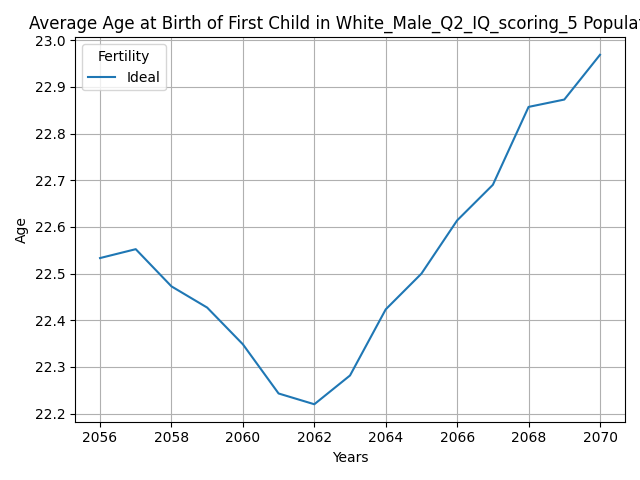 Average Age at Birth of First Child in White_Male_Q2_IQ_scoring_5
Fertility
Ideal
23.0
22.9
22.8
22.7
22.6
22.5
22.4
22.3
22.2
Age
2056 2058 2060 2062 2064 2066 2068 2070
Years